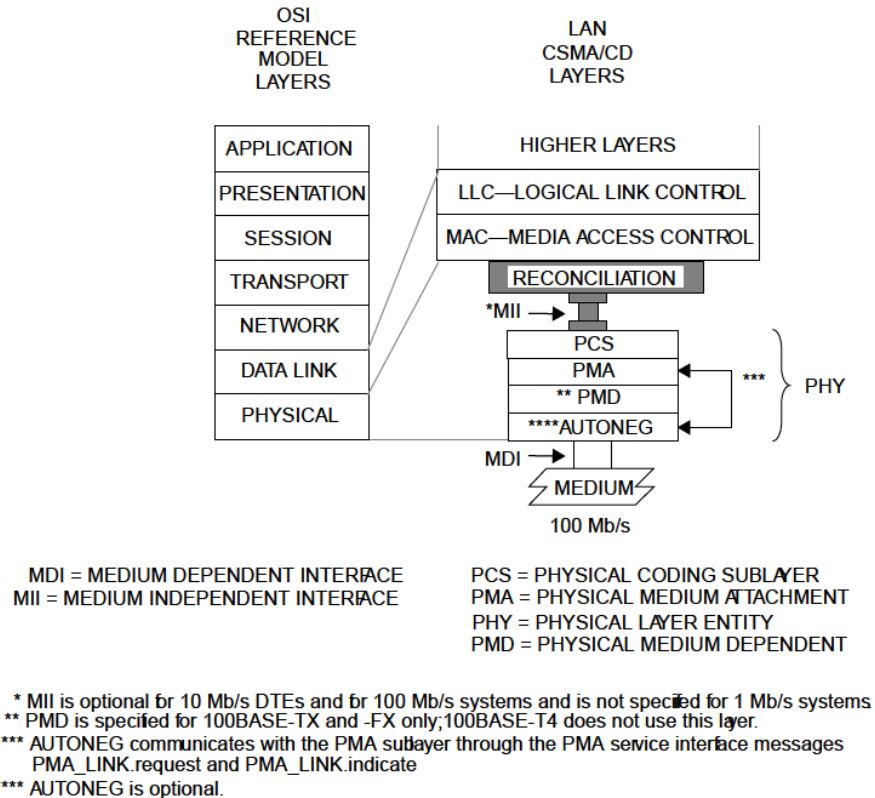 OSI
REFERENCE
MODEL
LAYERS
LAN
CSMA/CD
LAYERS
APPLICATION
PRESENTATION
SESSION
TRANSPORT
NETWORK
DATA LINK
PHYSICAL
HIGHER LAYERS
LLC—LOGICAL LINK CONTROL
MAC—MEDIA ACCESS CONTROL
RECONCILIATION
*MII
PCS
PMA
** PMD
****AUTONEG
***
PHY
MDI
MEDIUM
100 Mb/s
MDI = MEDIUM DEPENDENT INTERFACE
MII = MEDIUM INDEPENDENT INTERFACE
PCS = PHYSICAL CODING SUBLAYER
PMA = PHYSICAL MEDIUM ATTACHMENT
PHY = PHYSICAL LAYER ENTITY
PMD = PHYSICAL MEDIUM DEPENDENT
* MII is optional for 10 Mb/s DTEs and for 100 Mb/s systems and is not specified for 1 Mb/s systems.
** PMD is specified for 100BASE-TX and -FX only;100BASE-T4 does not use this layer.
*** AUTONEG communicates with the PMA sublayer through the PMA service interface messages
PMA_LINK.request and PMA_LINK.indicate
*** AUTONEG is optional.